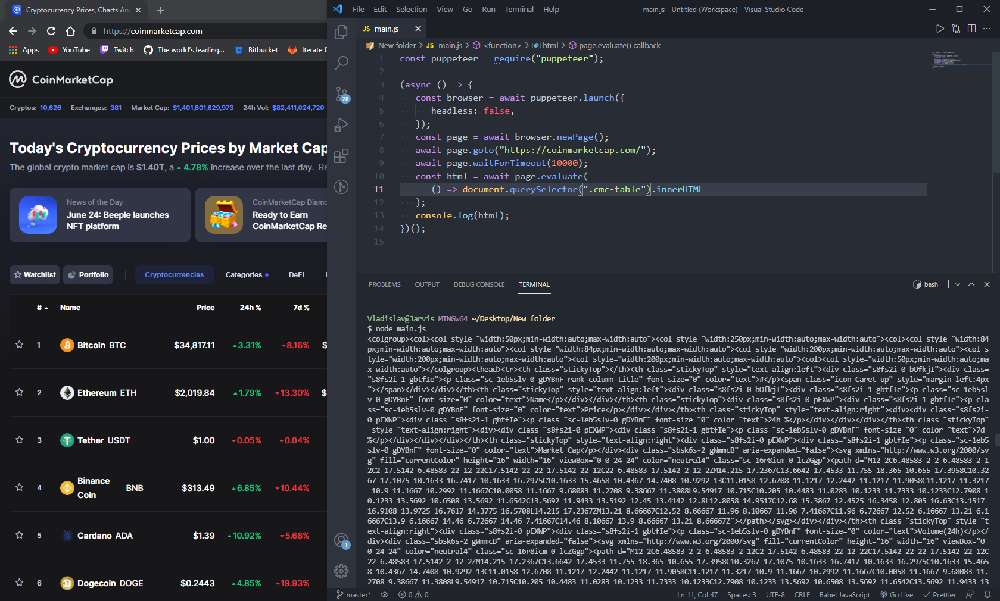 Cryptocurrency Prices, Charts An
https://coinmarketcap.com
Apps
YouTube
Twitch
The world's leading...
Bitbucket
Iterate f
CoinMarketCap
Cryptos: 10,626 Exchanges: 381 Market Cap: $1,401,801,629,973 24h Vol: $82,411,024,720
Today's Cryptocurrency Prices by Market Cap
The global crypto market cap is $1.40T, a 4.78% increase over the last day. Re
News of the Day
June 24: Beeple launches
NFT platform
CoinMarketCap Diamo
Ready to Earn
CoinMarketCap Re
Watchlist
Portfolio
Cryptocurrencies
Categories
DeFi
# Name Price 24h % 7d %
1 Bitcoin BTC $34,817.11 3.31% 8.16% $
2 Ethereum ETH $2,019.84 1.79% 13.30% $
3 Tether USDT $1.00 0.05% 0.04%
4 Binance Coin BNB $313.49 6.85% 10.44%
5 Cardano ADA $1.39 10.92% 5.68%
6 Dogecoin DOGE $0.2443 4.85% 19.93%
File Edit Selection View Go Run Terminal Help
main.js - Untitled (Workspace) - Visual Studio Code
JS main.js
New folder > JS main.js > <function> > html > page.evaluate() callback
28
1
1 const puppeteer = require("puppeteer");
2
3 (async () => {
4 const browser = await puppeteer.launch({
5 headless: false,
6 });
7 const page = await browser.newPage();
8 await page.goto("https://coinmarketcap.com/");
9 await page.waitForTimeout(10000);
10 const html = await page.evaluate(
11 () => document.querySelector(".cmc-table").innerHTML
12 );
13 console.log(html);
14 })();
15
PROBLEMS OUTPUT DEBUG CONSOLE TERMINAL
bash
Vladislav@Jarvis MINGW64 ~/Desktop/New folder
$ node main.js
<colgroup><col><col style="width:50px;min-width:auto;max-width:auto"><col style="width:250px;min-width:auto;max-width:auto"><col><col style="width:84
px;min-width:auto;max-width:auto"><col style="width:84px;min-width:auto;max-width:auto"><col style="width:200px;min-width:auto;max-width:auto"><col s
tyle="width:200px;min-width:auto;max-width:auto"><col style="width:200px;min-width:auto;max-width:auto"><col><col style="width:50px;min-width:auto;ma
x-width:auto"></colgroup><thead><tr><th class="stickyTop"></th><th class="stickyTop" style="text-align:left"><div class="s8fs2i-0 bOfkjI"><div class=
"s8fs2i-1 gbtfIe"><p class="sc-1eb5slv-0 gDYBnF rank-column-title" font-size="0" color="text">#</p><span class="icon-Caret-up" style="margin-left:4px
"></span></div></div></th><th class="stickyTop" style="text-align:left"><div class="s8fs2i-0 bOfkjI"><div class="s8fs2i-1 gbtfIe"><p class="sc-1eb5sl
v-0 gDYBnF" font-size="0" color="text">Name</p></div></div></th><th class="stickyTop"><div class="s8fs2i-0 pEXWP"><div class="s8fs2i-1 gbtfIe"><p cla
ss="sc-1eb5slv-0 gDYBnF" font-size="0" color="text">Price</p></div></div></th><th class="stickyTop" style="text-align:right"><div><div class="s8fs2i-
0 pEXWP"><div class="s8fs2i-1 gbtfIe"><p class="sc-1eb5slv-0 gDYBnF" font-size="0" color="text">24h %</p></div></div></th><th class="stickyTop"
style="text-align:right"><div><div class="s8fs2i-0 pEXWP"><div class="s8fs2i-1 gbtfIe"><p class="sc-1eb5slv-0 gDYBnF" font-size="0" color="text">7d
%</p></div></div></div></th><th class="stickyTop" style="text-align:right"><div class="s8fs2i-0 pEXWP"><div class="s8fs2i-1 gbtfIe"><p class="sc-1eb5
slv-0 gDYBnF" font-size="0" color="text">Market Cap</p></div><div class="sbsk6s-2 gWmmcB" aria-expanded="false"><svg xmlns="http://www.w3.org/2000/sv
g" fill="currentColor" height="16" width="16" viewBox="0 0 24 24" color="neutral4" class="sc-16r8icm-0 lcZGgp"><path d="M12 2C6.48583 2 2 6.48583 2 1
2C2 17.5142 6.48583 22 12 22C17.5142 22 22 17.5142 22 12C22 6.48583 17.5142 2 12 2ZM14.215 17.2367C13.6642 17.4533 11.755 18.365 10.655 17.3958C10.32
67 17.1075 10.1633 16.7417 10.1633 16.2975C10.1633 15.4658 10.4367 14.7408 10.9292 13C11.0158 12.6708 11.1217 12.2442 11.1217 11.9058C11.1217 11.3217
10.9 11.1667 10.2992 11.1667C10.0058 11.1667 9.68083 11.2708 9.38667 11.3808L9.54917 10.715C10.205 10.4483 11.0283 10.1233 11.7333 10.1233C12.7908 1
0.1233 13.5692 10.6508 13.5692 11.6542C13.5692 11.9433 13.5192 12.45 13.4142 12.8L12.8058 14.9517C12.68 15.3867 12.4525 16.3458 12.805 16.63C13.1517
16.9108 13.9725 16.7617 14.3775 16.5708L14.215 17.2367ZM13.21 8.66667C12.52 8.66667 11.96 8.10667 11.96 7.41667C11.96 6.72667 12.52 6.16667 13.21 6.1
6667C13.9 6.16667 14.46 6.72667 14.46 7.41667C14.46 8.10667 13.9 8.66667 13.21 8.66667Z"></path></svg></div></div></th><th class="stickyTop" style="t
ext-align:right"><div class="s8fs2i-0 pEXWP"><div class="s8fs2i-1 gbtfIe"><p class="sc-1eb5slv-0 gDYBnF" font-size="0" color="text">Volume(24h)</p></
div><div class="sbsk6s-2 gWmmcB" aria-expanded="false"><svg xmlns="http://www.w3.org/2000/svg" fill="currentColor" height="16" width="16" viewBox="0
0 24 24" color="neutral4" class="sc-16r8icm-0 lcZGgp"><path d="M12 2C6.48583 2 2 6.48583 2 12C2 17.5142 6.48583 22 12 22C17.5142 22 22 17.5142 22 12C
22 6.48583 17.5142 2 12 2ZM14.215 17.2367C13.6642 17.4533 11.755 18.365 10.655 17.3958C10.3267 17.1075 10.1633 16.7417 10.1633 16.2975C10.1633 15.465
8 10.4367 14.7408 10.9292 13C11.0158 12.6708 11.1217 12.2442 11.1217 11.9058C11.1217 11.3217 10.9 11.1667 10.2992 11.1667C10.0058 11.1667 9.68083 11.
2708 9.38667 11.3808L9.54917 10.715C10.205 10.4483 11.0283 10.1233 11.7333 10.1233C12.7908 10.1233 13.5692 10.6508 13.5692 11.6542C13.5692 11.9433 13
master* 0 0 Ln 11, Col 47 Spaces: 3 UTF-8 CRLF Babel JavaScript Go Live Prettier